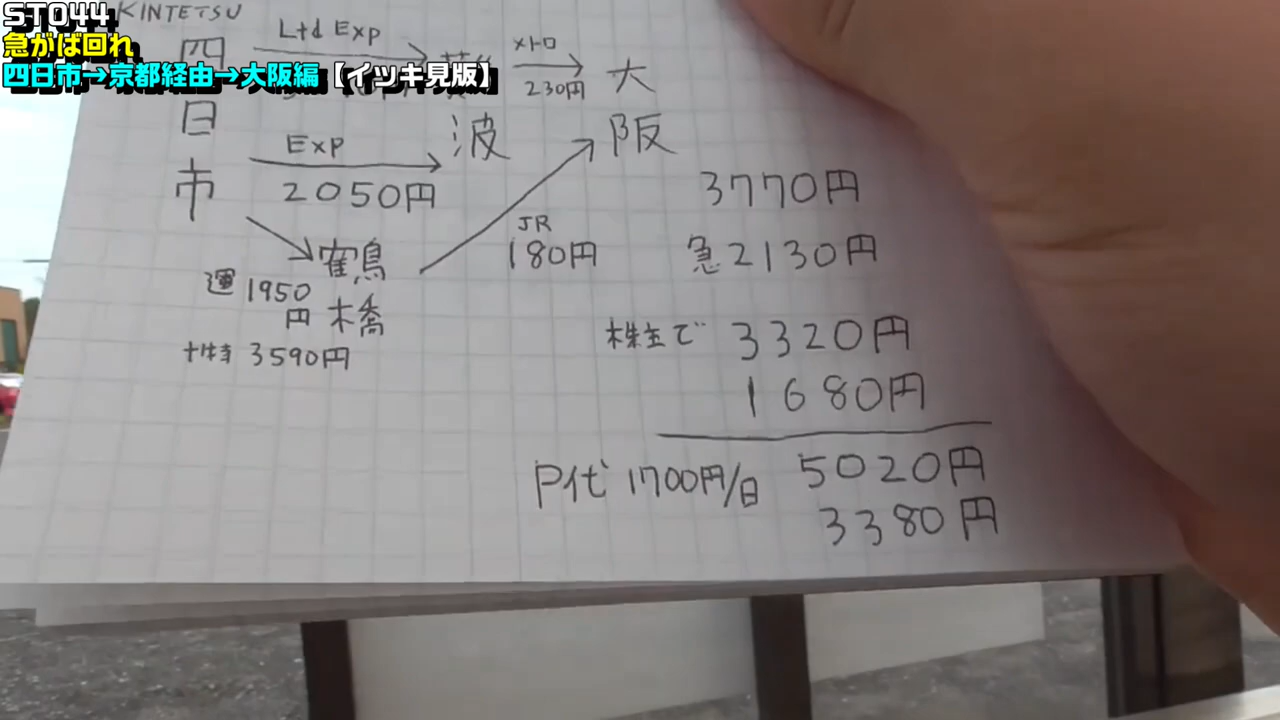 ST044
急がば回れ
四日市→京都経由→大阪編【イッキ見版】
KINTETSU
四日市
Ltd Exp
メトロ
230円
大阪
Exp
波
2050円
JR
180円
鶴橋
運 1950円
特 3590円
3770円
急 2130円
株主で 3320円
1680円
P代 1700円/日 5020円
3380円